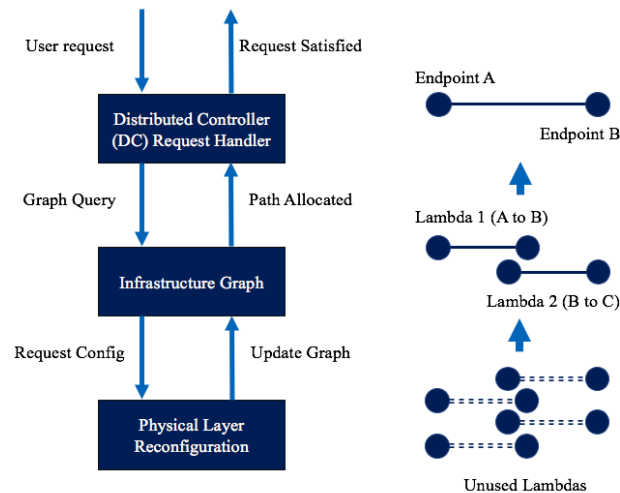 User request
Request Satisfied
Distributed Controller
(DC) Request Handler
Graph Query
Path Allocated
Infrastructure Graph
Request Config
Update Graph
Physical Layer
Reconfiguration
Endpoint A
Endpoint B
Lambda 1 (A to B)
Lambda 2 (B to C)
Unused Lambdas